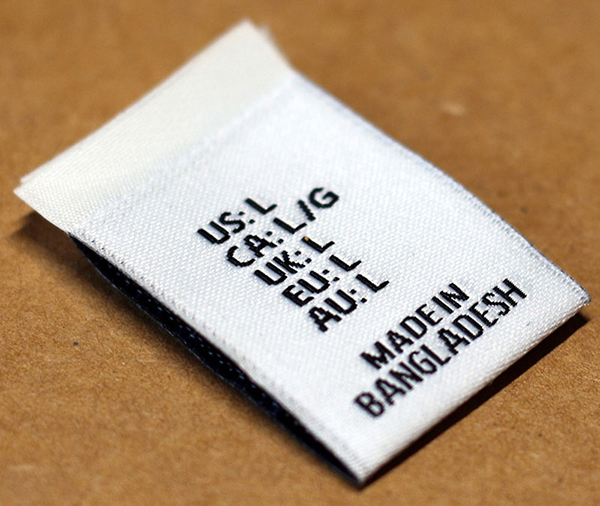 US: L
CA: L/G
UK: L
EU: L
AU: L
MADE IN
BANGLADESH